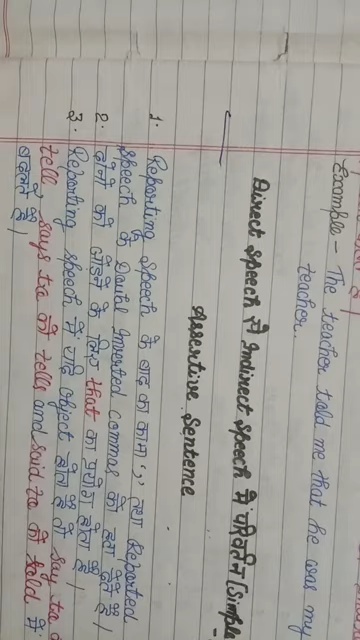 Example - The teacher told me that he was my
teacher.
Direct speech से Indirect speech में परिवर्तन (Simple
Assertive Sentence
1. Reporting speech के बाद का काम ',' तथा Reported
speech के Doubal Inverted commas को हटा देते हैं।
2. दोनों को जोड़ने के लिए that का प्रयोग होता है।
3. Reporting speech में यदि object होता है तो say to
tell, says to को tells and said to को told में
बदलते हैं।